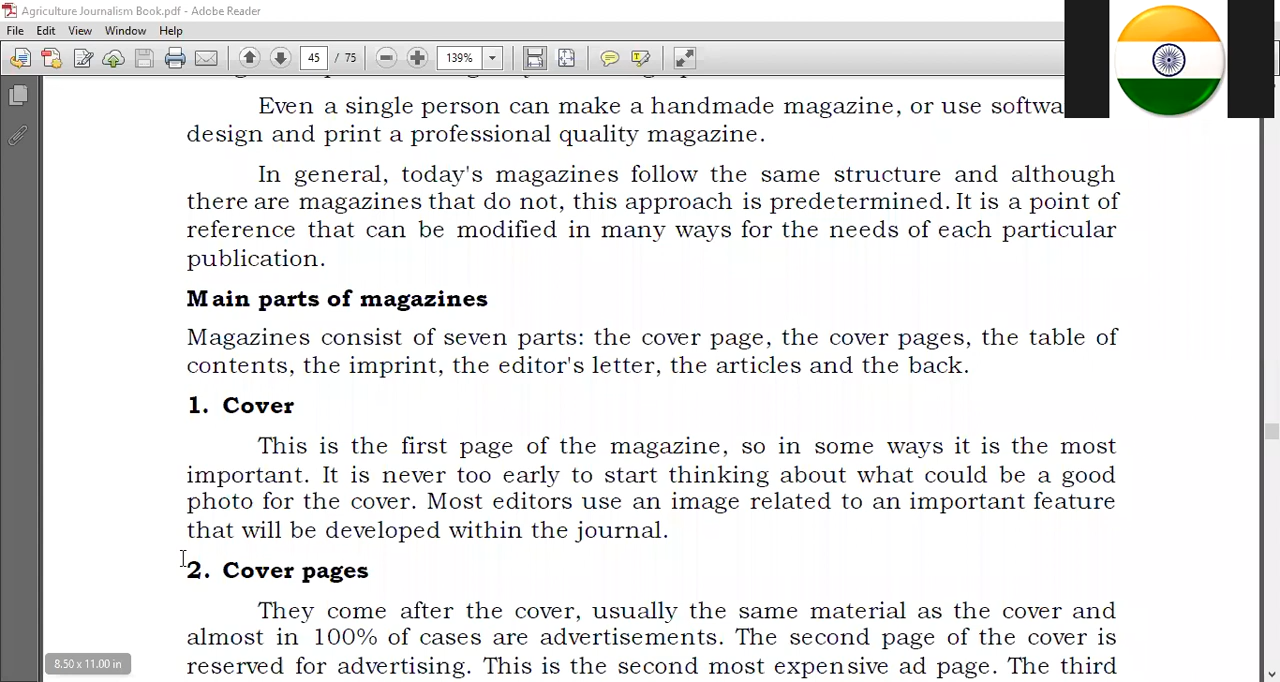 Agriculture Journalism Book.pdf - Adobe Reader
File Edit View Window Help
45 / 75 139%
Even a single person can make a handmade magazine, or use
design and print a professional quality magazine.
In general, today's magazines follow the same structure and although
there are magazines that do not, this approach is predetermined. It is a point of
reference that can be modified in many ways for the needs of each particular
publication.
Main parts of magazines
Magazines consist of seven parts: the cover page, the cover pages, the table of
contents, the imprint, the editor's letter, the articles and the back.
1. Cover
This is the first page of the magazine, so in some ways it is the most
important. It is never too early to start thinking about what could be a good
photo for the cover. Most editors use an image related to an important feature
that will be developed within the journal.
2. Cover pages
They come after the cover, usually the same material as the cover and
almost in 100% of cases are advertisements. The second page of the cover is
reserved for advertising. This is the second most expensive ad page. The third
8.50 x 11.00 in